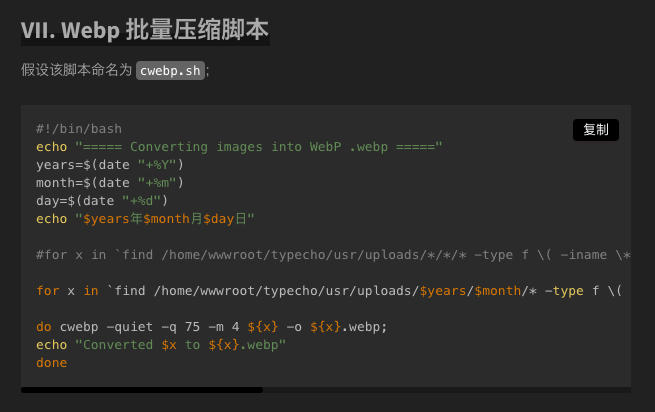 VII. Webp 批量压缩脚本
假设该脚本命名为 cwebp.sh;
复制
#!/bin/bash
echo "===== Converting images into WebP .webp ====="
years=$(date "+%Y")
month=$(date "+%m")
day=$(date "+%d")
echo "$years年$month月$day日"
#for x in `find /home/wwwroot/typecho/usr/uploads/*/*/* -type f \( -iname \*
for x in `find /home/wwwroot/typecho/usr/uploads/$years/$month/* -type f \(
do cwebp -quiet -q 75 -m 4 ${x} -o ${x}.webp;
echo "Converted $x to ${x}.webp"
done